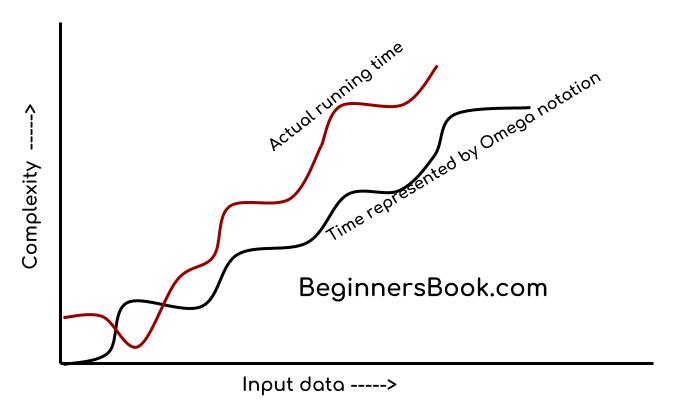 Actual running time
Time represented by Omega notation
Complexity ----->
BeginnersBook.com
Input data ----->